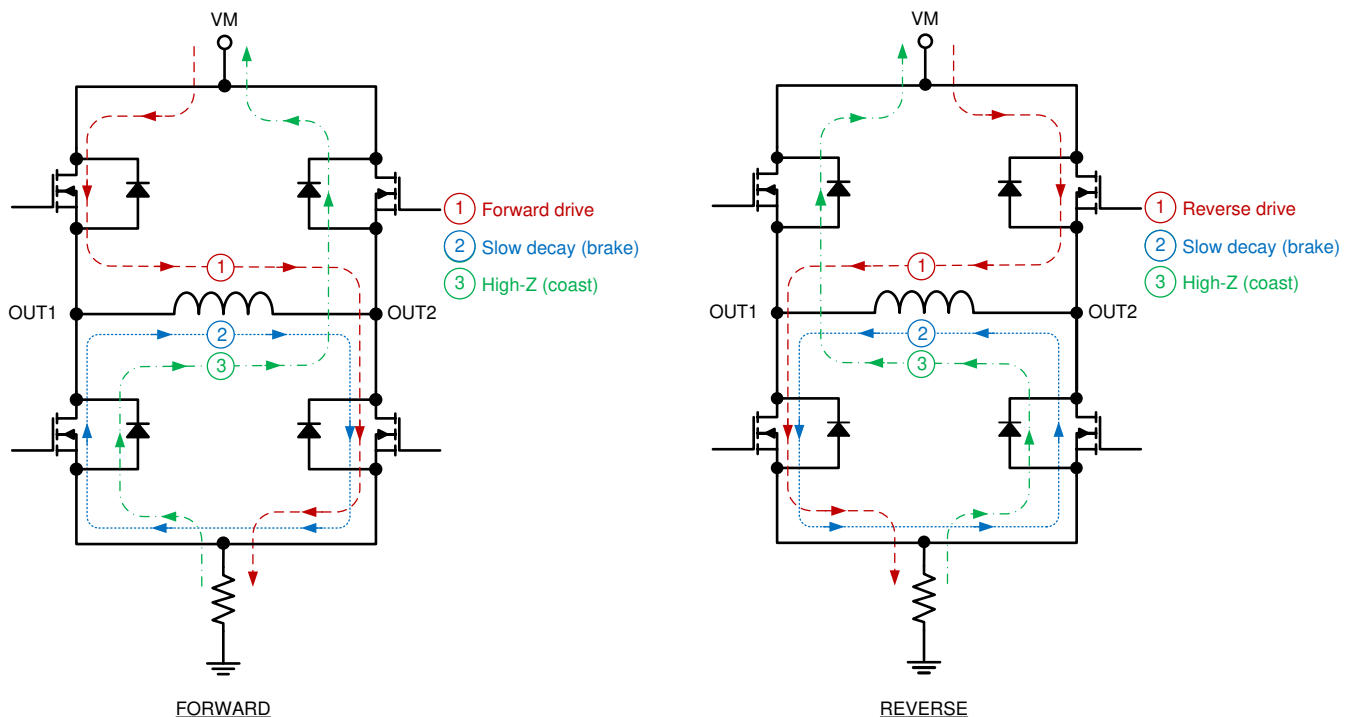 VM
1 Forward drive
2 Slow decay (brake)
3 High-Z (coast)
1
OUT1
OUT2
2
3
FORWARD
VM
1 Reverse drive
2 Slow decay (brake)
3 High-Z (coast)
1
OUT1
OUT2
2
3
REVERSE